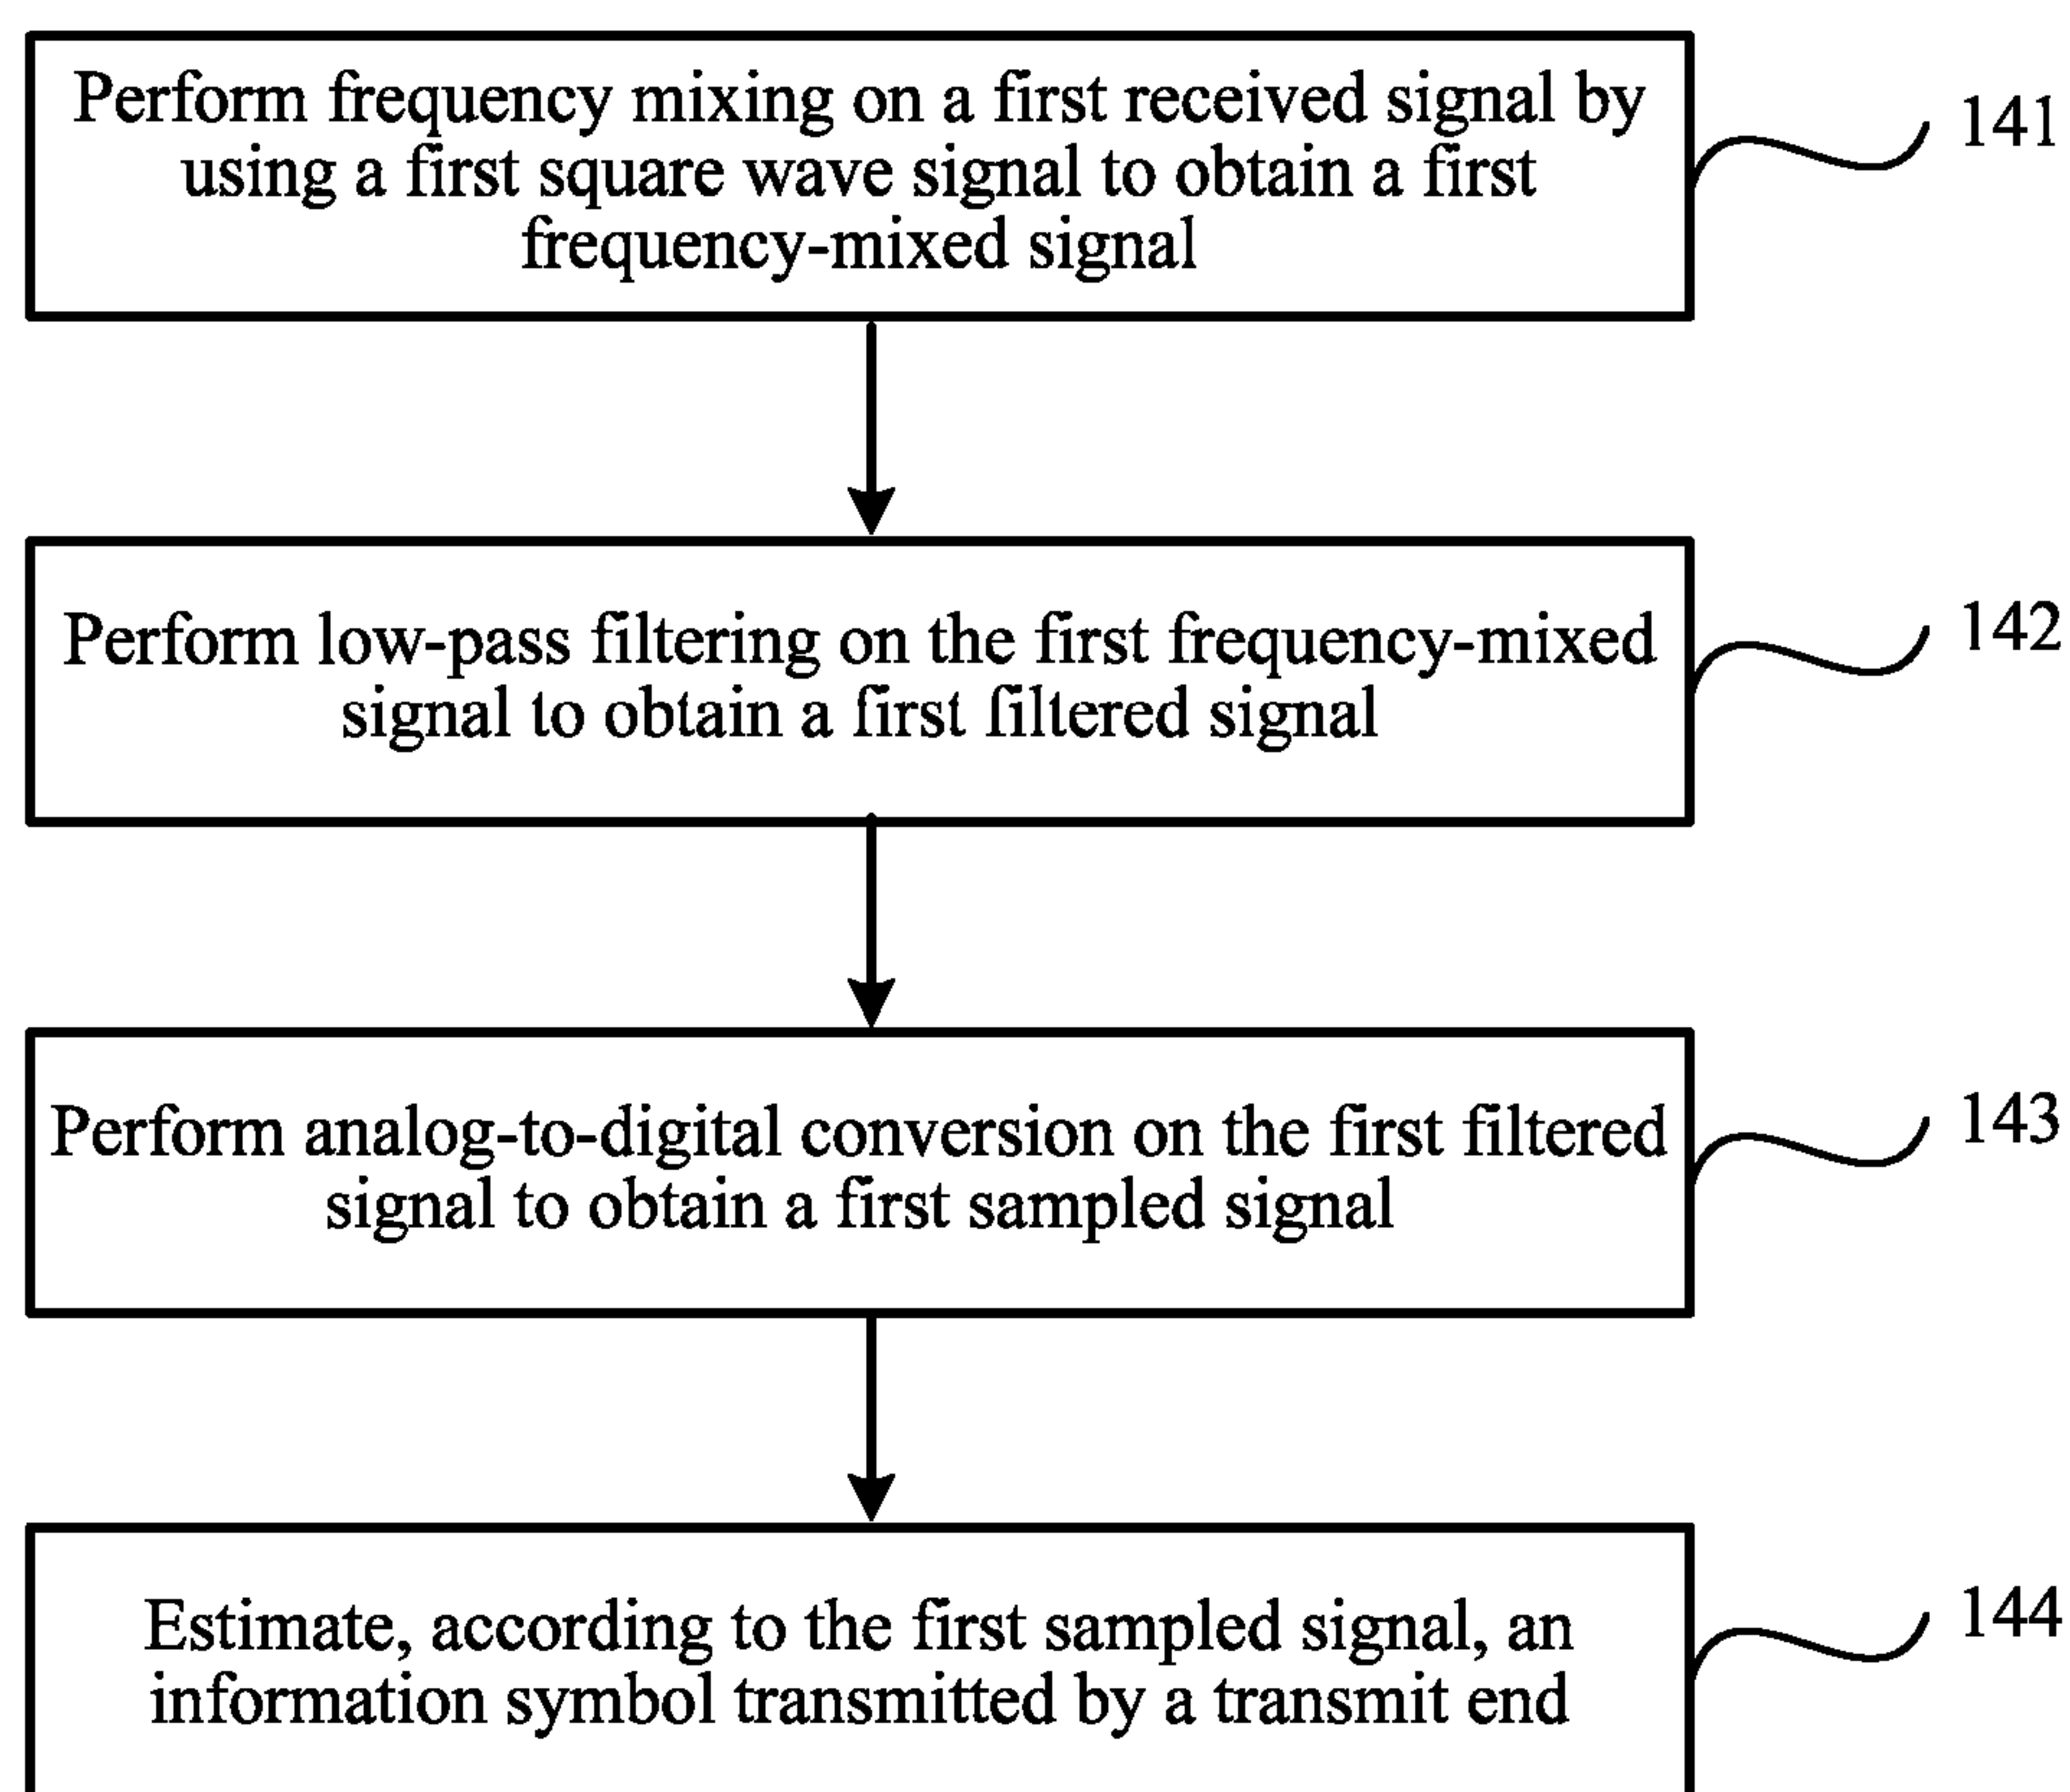 Perform frequency mixing on a first received signal by
using a first square wave signal to obtain a first
frequency-mixed signal
141
Perform low-pass filtering on the first frequency-mixed
signal to obtain a first filtered signal
142
Perform analog-to-digital conversion on the first filtered
signal to obtain a first sampled signal
143
Estimate, according to the first sampled signal, an
information symbol transmitted by a transmit end
144